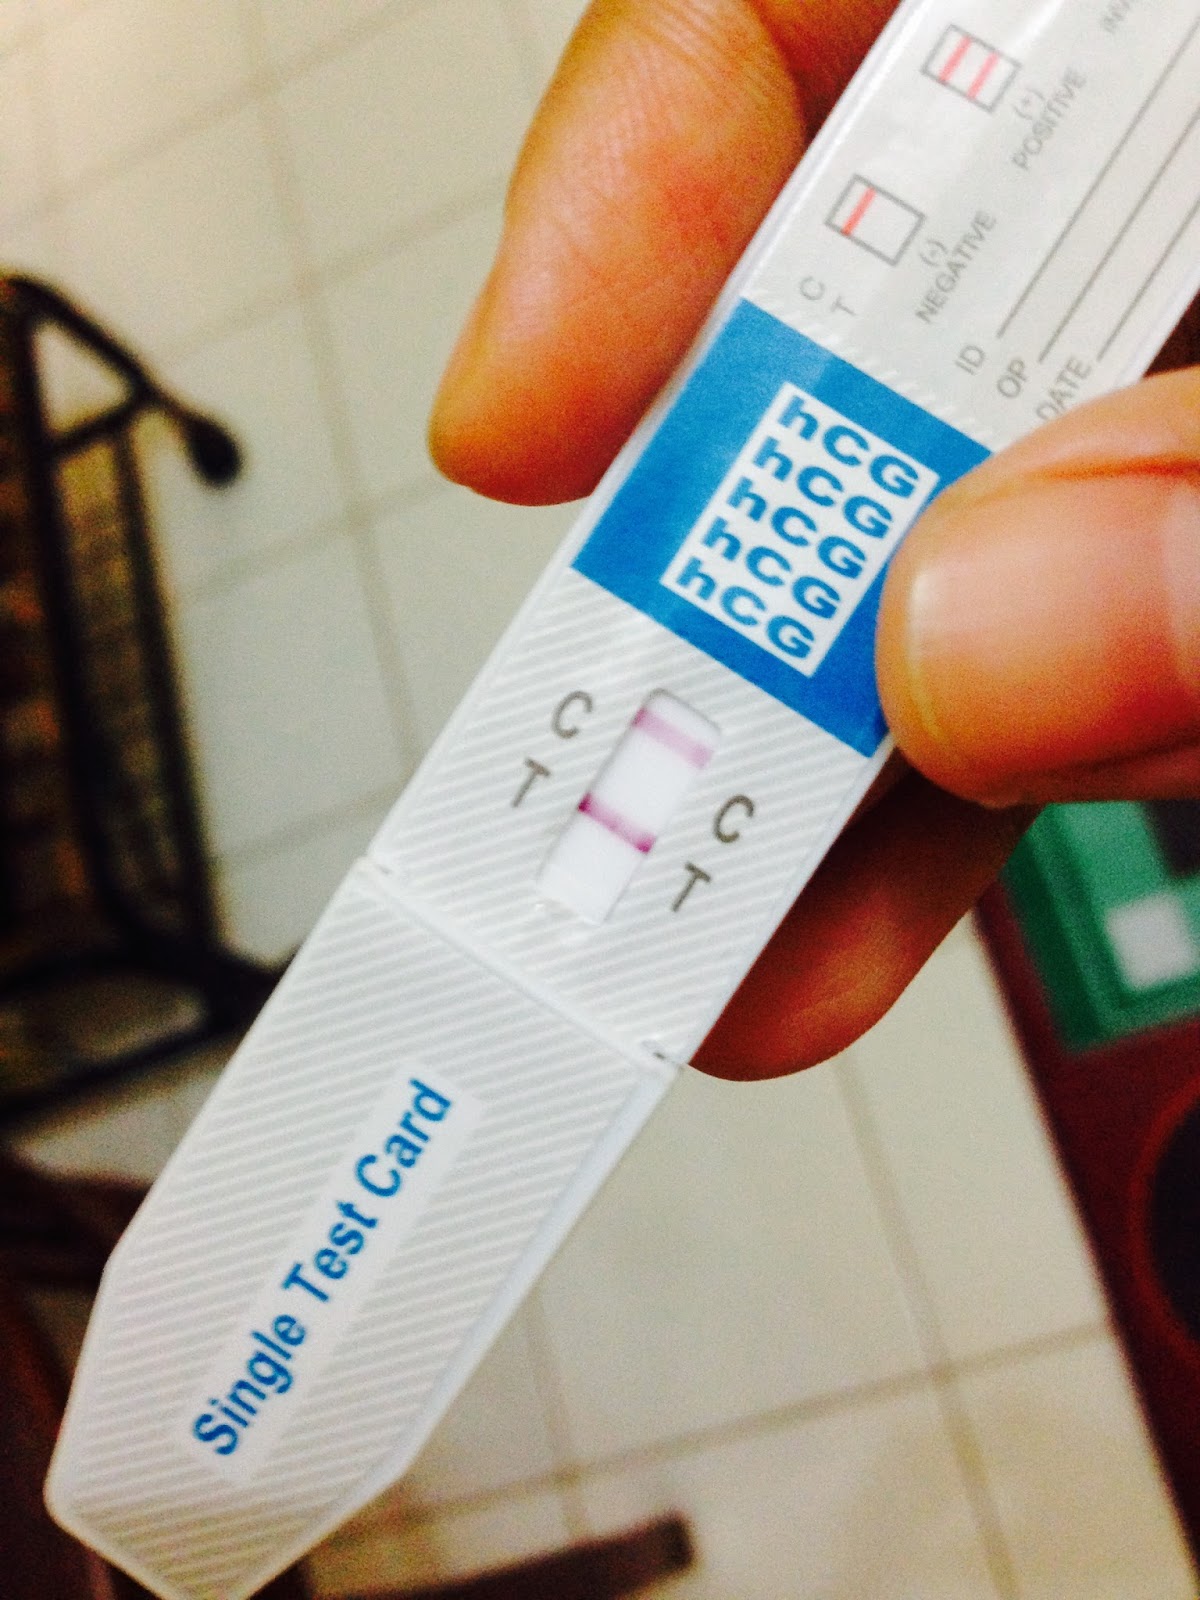 (+)
POSITIVE
(-)
NEGATIVE
C
T
ID
OP
DATE
hCG
hCG
hCG
hCG
hCG
C
T
C
T
Single Test Card